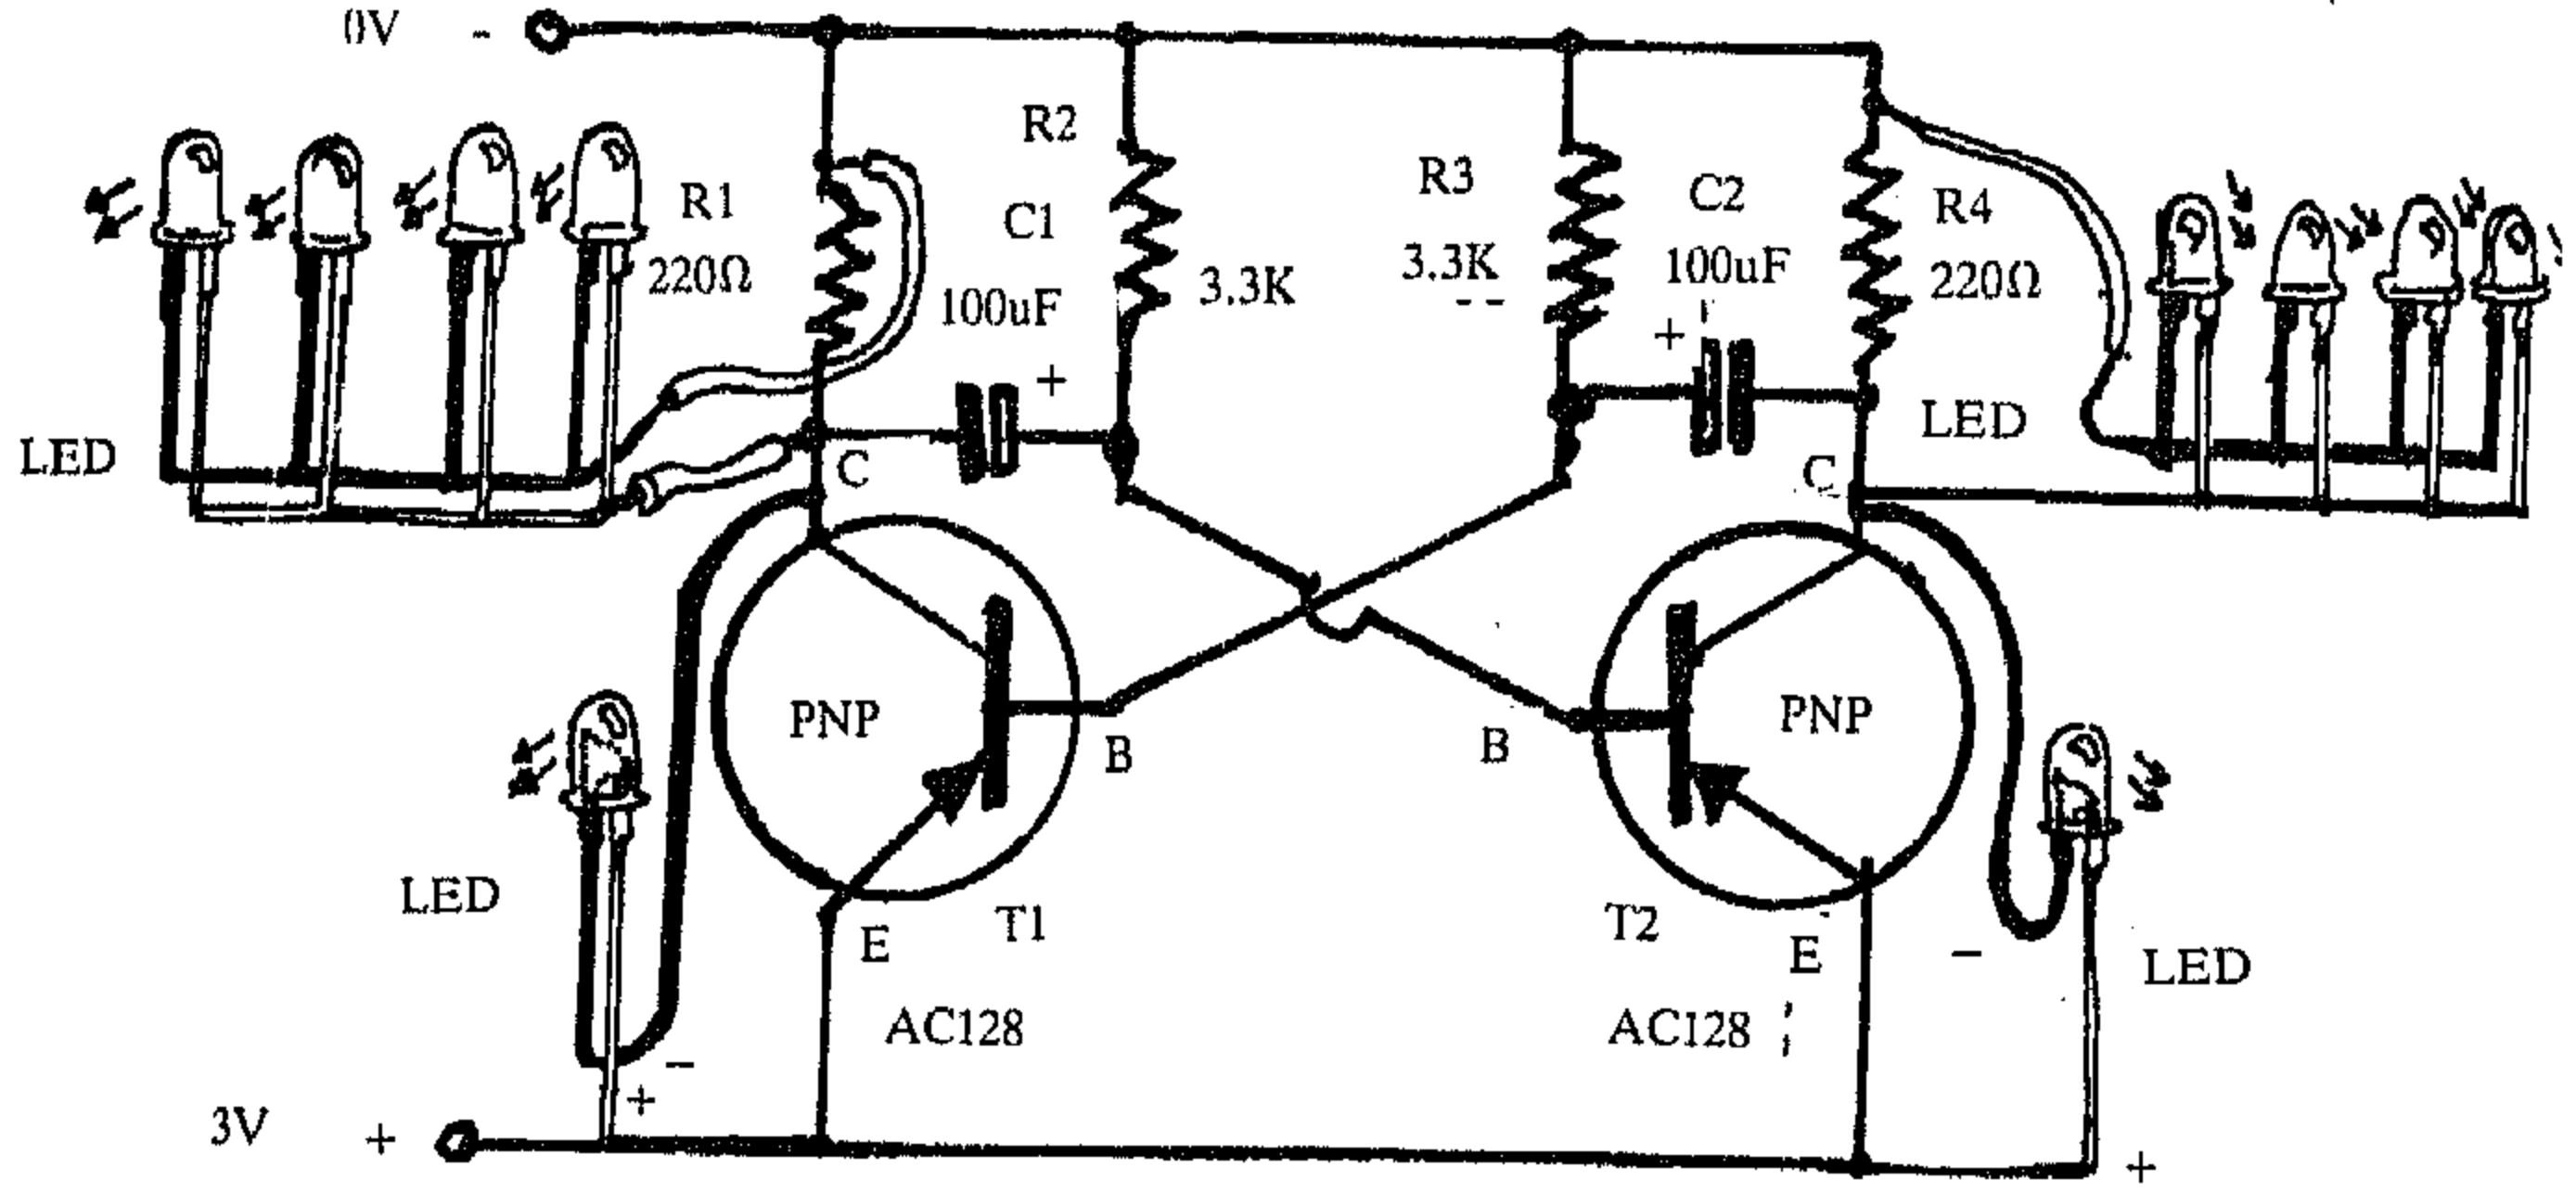 0V -
R2
R1
220Ω
C1
100uF
+
3.3K
R3
3.3K
C2
100uF
+
R4
220Ω
LED
LED
C
C
PNP
PNP
B
B
LED
E
T1
AC128
T2
E
AC128
-
LED
-
+
3V +
+